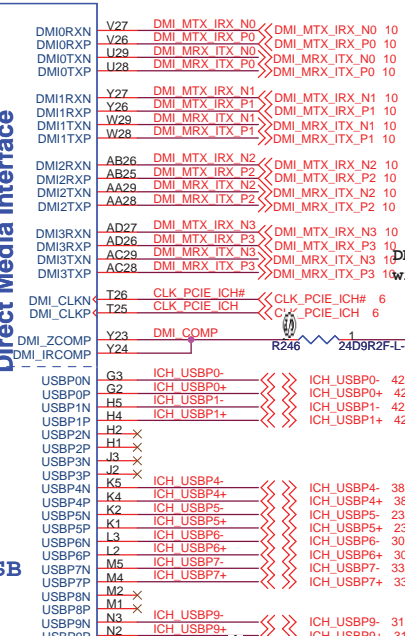 Direct Media Interface
DMI0RXN V27 DMI_MTX_IRX_N0 DMI_MTX_IRX_N0 10
DMI0RXP V26 DMI_MTX_IRX_P0 DMI_MTX_IRX_P0 10
DMI0TXN U29 DMI_MRX_ITX_N0 DMI_MRX_ITX_N0 10
DMI0TXP U28 DMI_MRX_ITX_P0 DMI_MRX_ITX_P0 10
DMI1RXN Y27 DMI_MTX_IRX_N1 DMI_MTX_IRX_N1 10
DMI1RXP Y26 DMI_MTX_IRX_P1 DMI_MTX_IRX_P1 10
DMI1TXN W29 DMI_MRX_ITX_N1 DMI_MRX_ITX_N1 10
DMI1TXP W28 DMI_MRX_ITX_P1 DMI_MRX_ITX_P1 10
DMI2RXN AB26 DMI_MTX_IRX_N2 DMI_MTX_IRX_N2 10
DMI2RXP AB25 DMI_MTX_IRX_P2 DMI_MTX_IRX_P2 10
DMI2TXN AA29 DMI_MRX_ITX_N2 DMI_MRX_ITX_N2 10
DMI2TXP AA28 DMI_MRX_ITX_P2 DMI_MRX_ITX_P2 10
DMI3RXN AD27 DMI_MTX_IRX_N3 DMI_MTX_IRX_N3 10
DMI3RXP AD26 DMI_MTX_IRX_P3 DMI_MTX_IRX_P3 10
DMI3TXN AC29 DMI_MRX_ITX_N3 DMI_MRX_ITX_N3 10
DMI3TXP AC28 DMI_MRX_ITX_P3 DMI_MRX_ITX_P3 10
DMI_CLKN T26 CLK_PCIE_ICH# CLK_PCIE_ICH# 6
DMI_CLKP T25 CLK_PCIE_ICH CLK_PCIE_ICH 6
DMI_ZCOMP Y23 DMI_COMP 1
DMI_IRCOMP Y24 R246 24D9R2F-L-
USBP0N G3 ICH_USBP0- ICH_USBP0- 42
USBP0P G2 ICH_USBP0+ ICH_USBP0+ 42
USBP1N H5 ICH_USBP1- ICH_USBP1- 42
USBP1P H4 ICH_USBP1+ ICH_USBP1+ 42
USBP2N H2
USBP2P H1
USBP3N J3
USBP3P J2
USBP4N K5 ICH_USBP4- ICH_USBP4- 38
USBP4P K4 ICH_USBP4+ ICH_USBP4+ 38
USBP5N K2 ICH_USBP5- ICH_USBP5- 23
USBP5P K1 ICH_USBP5+ ICH_USBP5+ 23
USBP6N L3 ICH_USBP6- ICH_USBP6- 30
USBP6P L2 ICH_USBP6+ ICH_USBP6+ 30
USBP7N M5 ICH_USBP7- ICH_USBP7- 33
USBP7P M4 ICH_USBP7+ ICH_USBP7+ 33
USBP8N M2
USBP8P M1
USBP9N N3 ICH_USBP9- ICH_USBP9- 31
N2 ICH_USBP9+